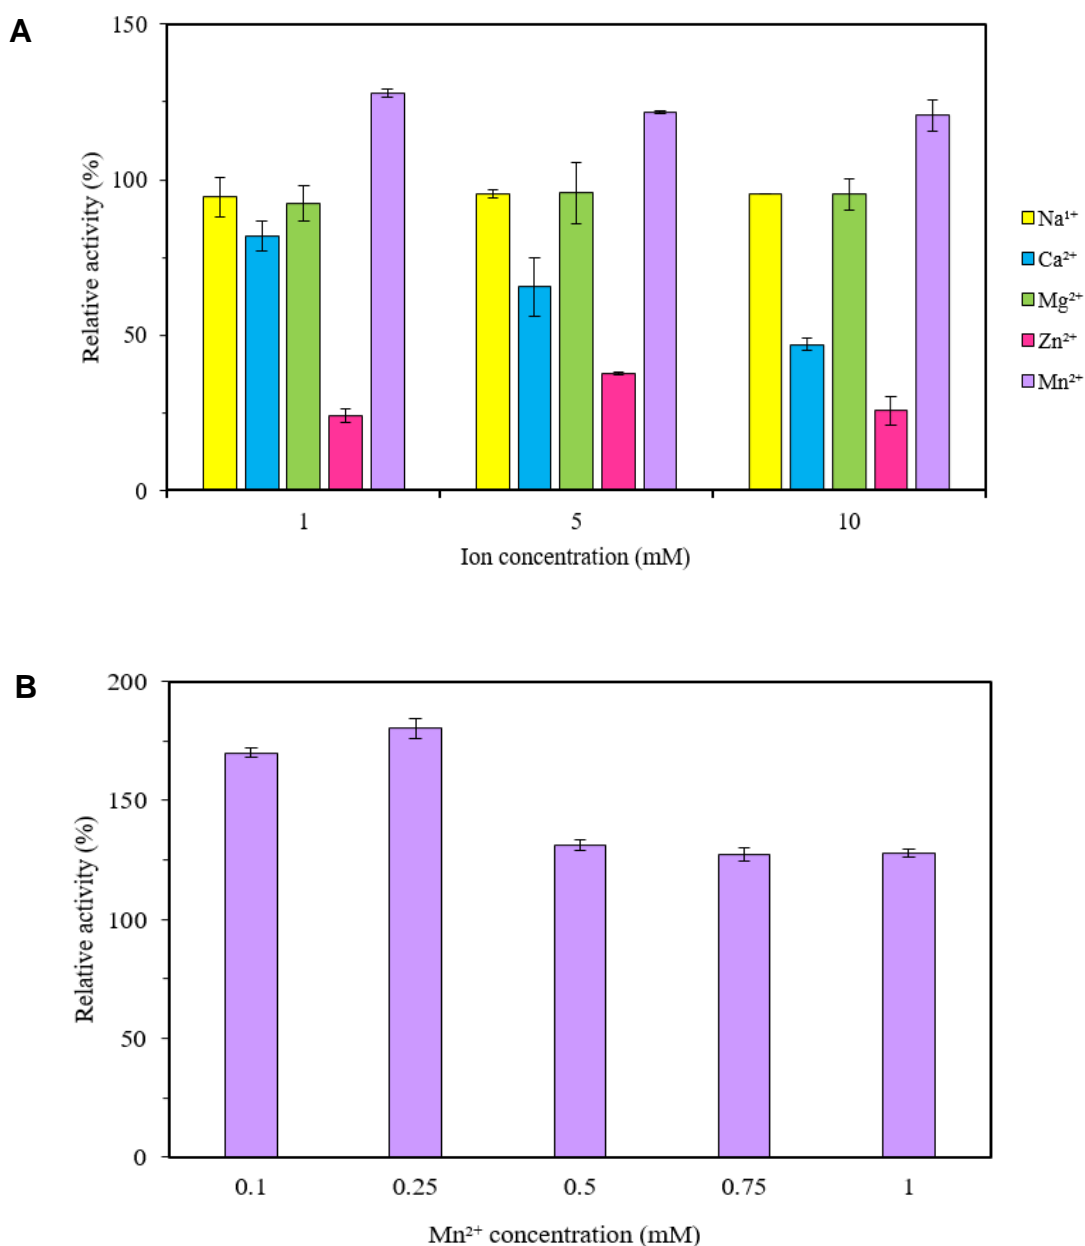 A
150
100
50
0
Relative activity (%)
1 5 10
Ion concentration (mM)
Na¹⁺
Ca²⁺
Mg²⁺
Zn²⁺
Mn²⁺
B
200
150
100
50
0
Relative activity (%)
0.1 0.25 0.5 0.75 1
Mn²⁺ concentration (mM)